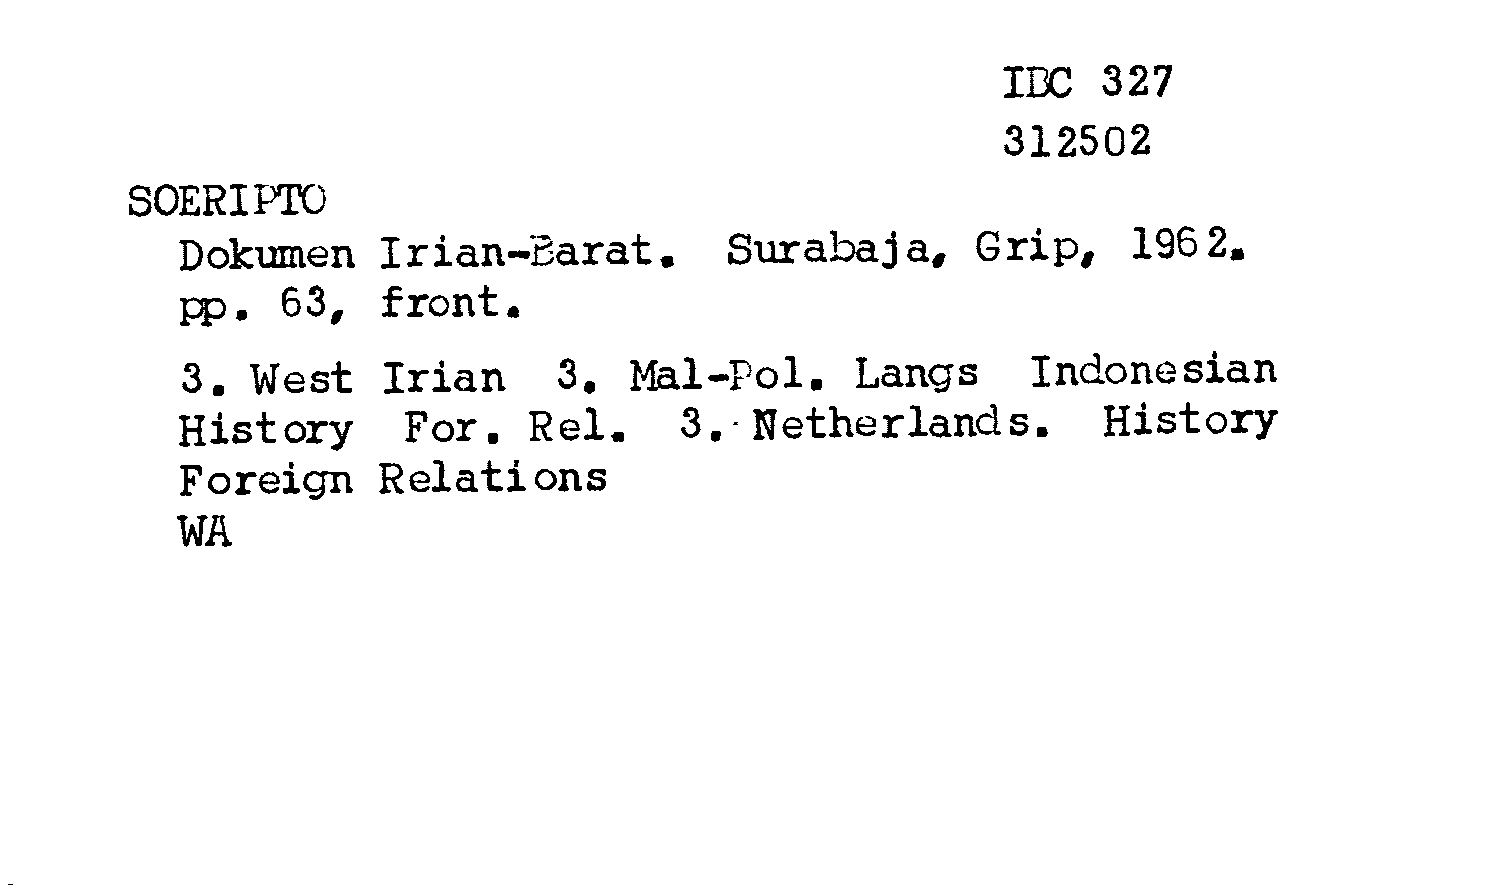 IDC 327
312502
SOERIPTO
Dokumen Irian-Barat. Surabaja, Grip, 1962.
pp. 63, front.
3. West Irian 3. Mal-Pol. Langs Indonesian
History For. Rel. 3. Netherlands. History
Foreign Relations
WA